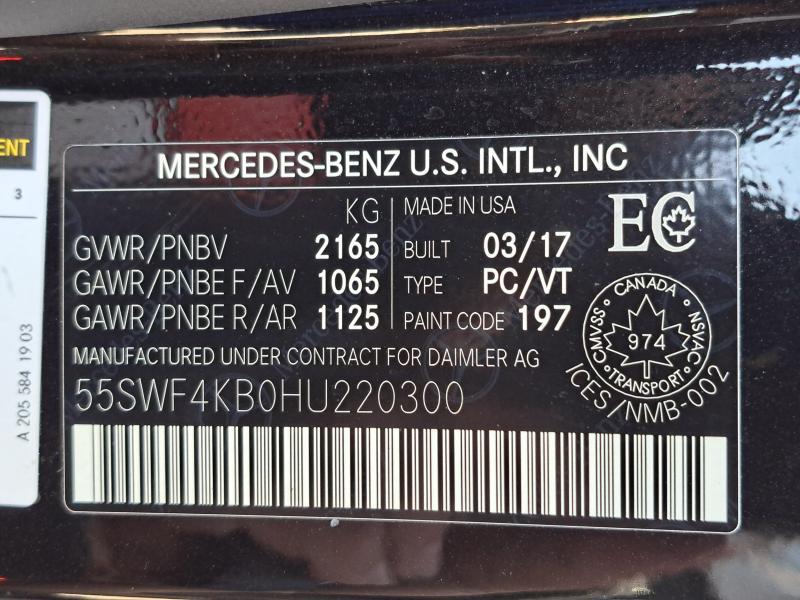 ENT
3
A 205 584 19 03
MERCEDES-BENZ U.S. INTL., INC
KG
GVWR/PNBV 2165
GAWR/PNBE F/AV 1065
GAWR/PNBE R/AR 1125
MADE IN USA
BUILT 03/17
TYPE PC/VT
PAINT CODE 197
EC
CANADA
CMVSS
974
NSVAC
TRANSPORT
ICES/NMB-002
MANUFACTURED UNDER CONTRACT FOR DAIMLER AG
55SWF4KB0HU220300
Mercedes-Benz